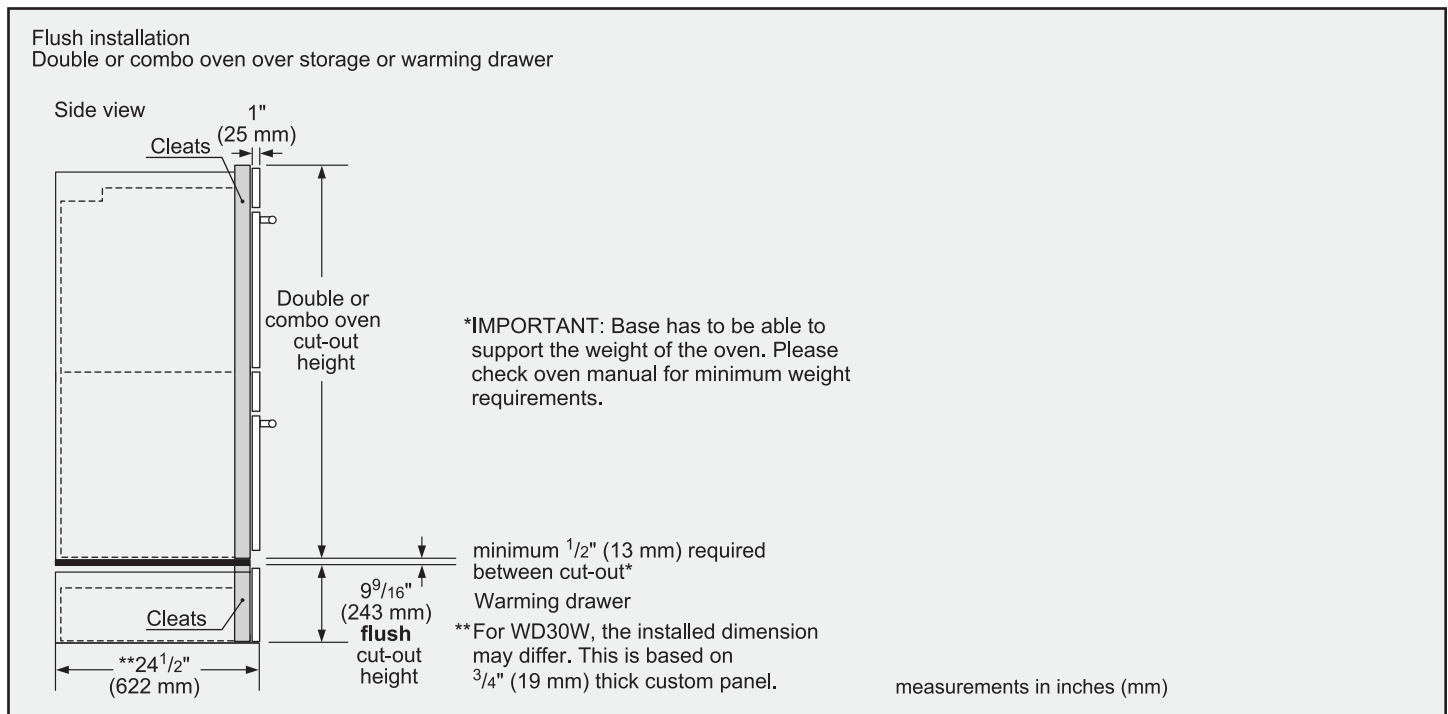 Flush installation
Double or combo oven over storage or warming drawer
Side view
1"
(25 mm)
Cleats
Double or
combo oven
cut-out
height
*IMPORTANT: Base has to be able to
support the weight of the oven. Please
check oven manual for minimum weight
requirements.
minimum 1/2" (13 mm) required
between cut-out*
Warming drawer
9 9/16"
(243 mm)
flush
cut-out
height
Cleats
**24 1/2"
(622 mm)
**For WD30W, the installed dimension
may differ. This is based on
3/4" (19 mm) thick custom panel.
measurements in inches (mm)